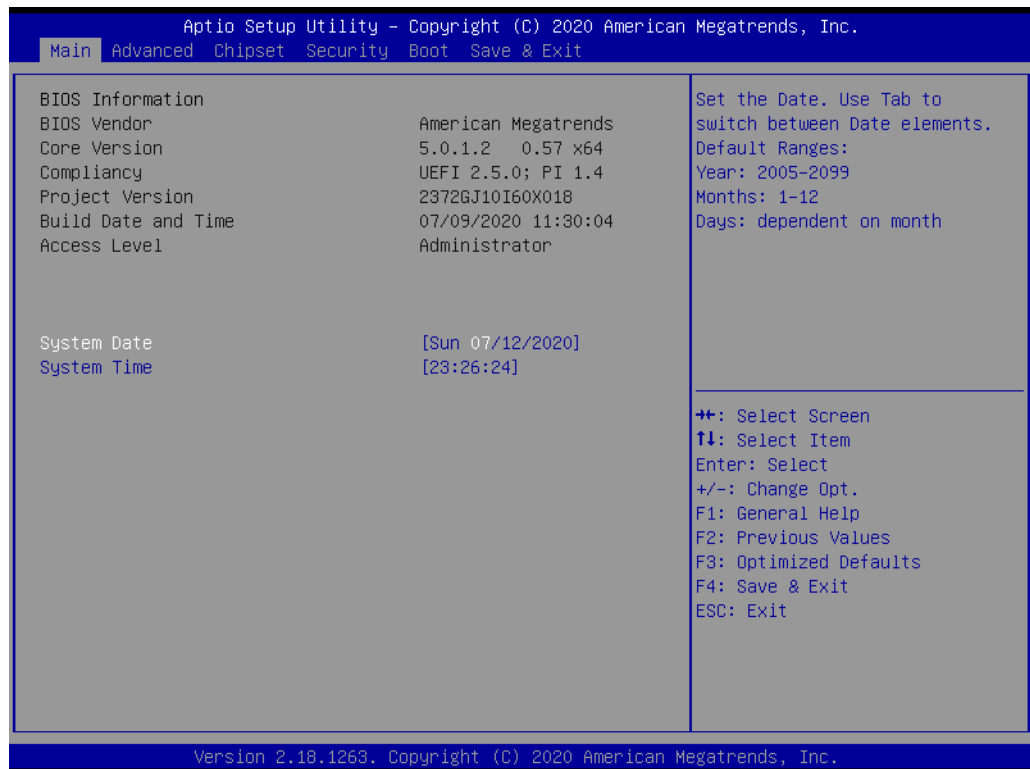 Aptio Setup Utility – Copyright (C) 2020 American Megatrends, Inc.
Main Advanced Chipset Security Boot Save & Exit
BIOS Information
BIOS Vendor American Megatrends
Core Version 5.0.1.2 0.57 x64
Compliancy UEFI 2.5.0; PI 1.4
Project Version 2372GJ10I60X018
Build Date and Time 07/09/2020 11:30:04
Access Level Administrator
System Date [Sun 07/12/2020]
System Time [23:26:24]
Set the Date. Use Tab to
switch between Date elements.
Default Ranges:
Year: 2005-2099
Months: 1-12
Days: dependent on month
→←: Select Screen
↑↓: Select Item
Enter: Select
+/-: Change Opt.
F1: General Help
F2: Previous Values
F3: Optimized Defaults
F4: Save & Exit
ESC: Exit
Version 2.18.1263. Copyright (C) 2020 American Megatrends, Inc.